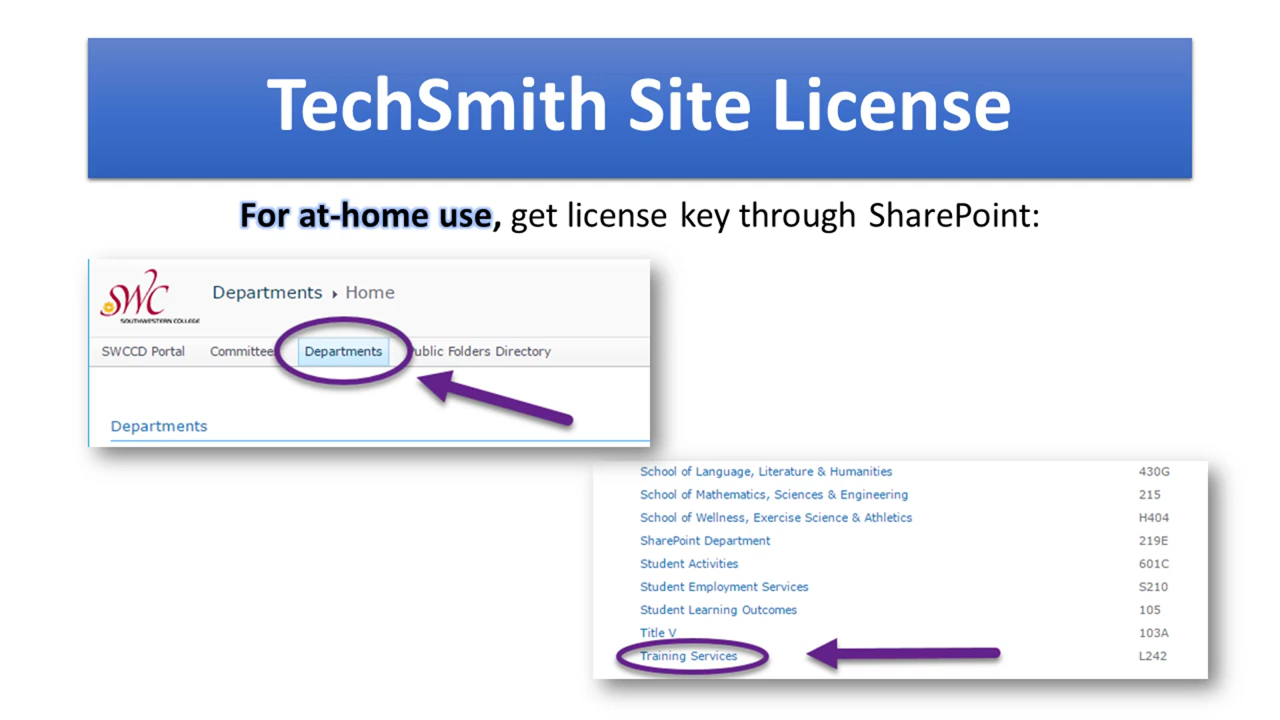 TechSmith Site License
For at-home use, get license key through SharePoint:
SWC
SOUTHWESTERN COLLEGE
Departments ▸ Home
SWCCD Portal Committee Departments ublic Folders Directory
Departments
School of Language, Literature & Humanities 430G
School of Mathematics, Sciences & Engineering 215
School of Wellness, Exercise Science & Athletics H404
SharePoint Department 219E
Student Activities 601C
Student Employment Services S210
Student Learning Outcomes 105
Title V 103A
Training Services L242